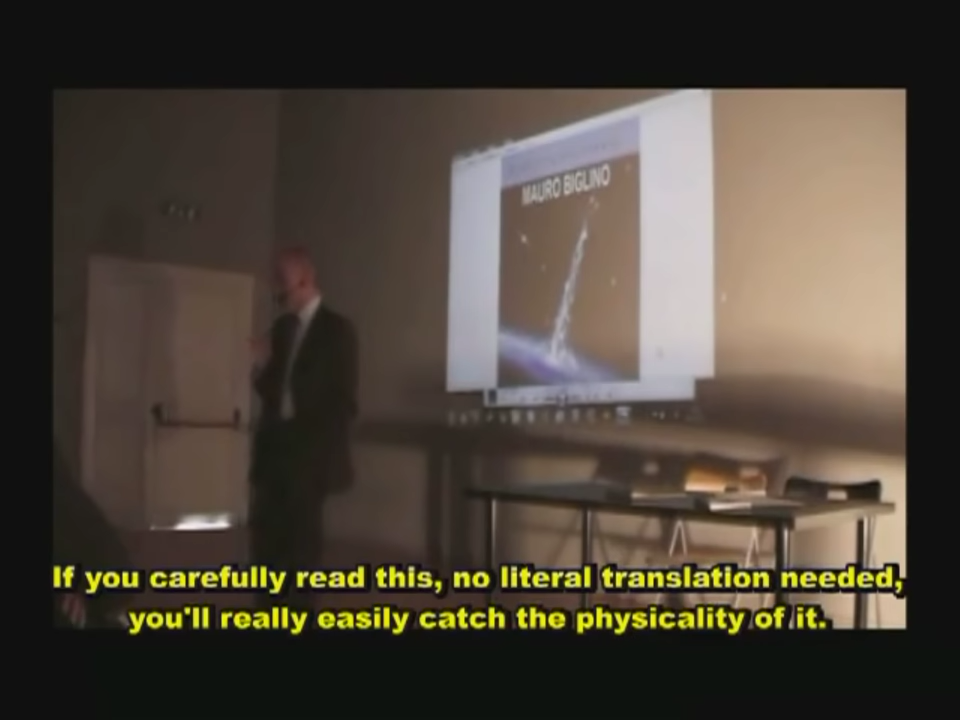 MAURO BIGLINO
If you carefully read this, no literal translation needed,
you'll really easily catch the physicality of it.